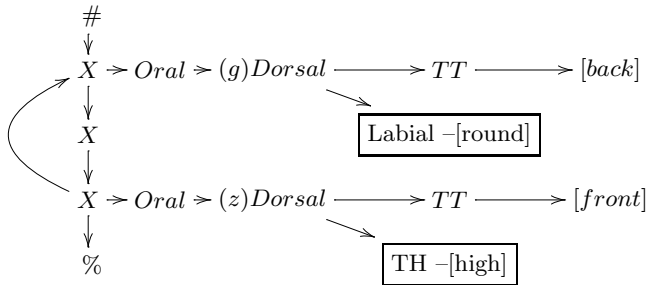 #
X Oral (g)Dorsal TT [back]
Labial –[round]
X
X Oral (z)Dorsal TT [front]
TH –[high]
%